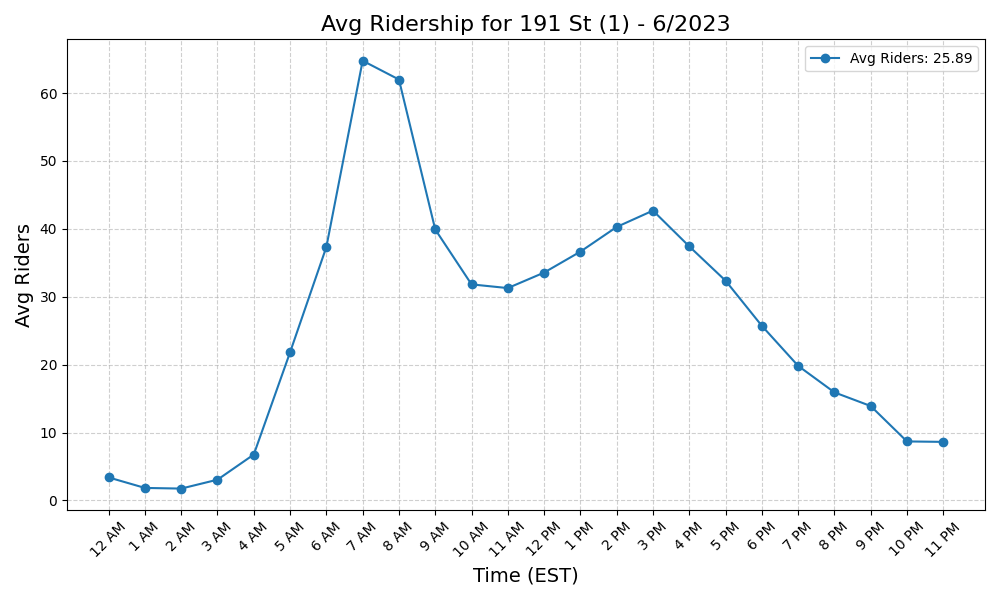 Avg Ridership for 191 St (1) - 6/2023
Avg Riders: 25.89
Avg Riders
60
50
40
30
20
10
0
12 AM
1 AM
2 AM
3 AM
4 AM
5 AM
6 AM
7 AM
8 AM
9 AM
10 AM
11 AM
12 PM
1 PM
2 PM
3 PM
4 PM
5 PM
6 PM
7 PM
8 PM
9 PM
10 PM
11 PM
Time (EST)